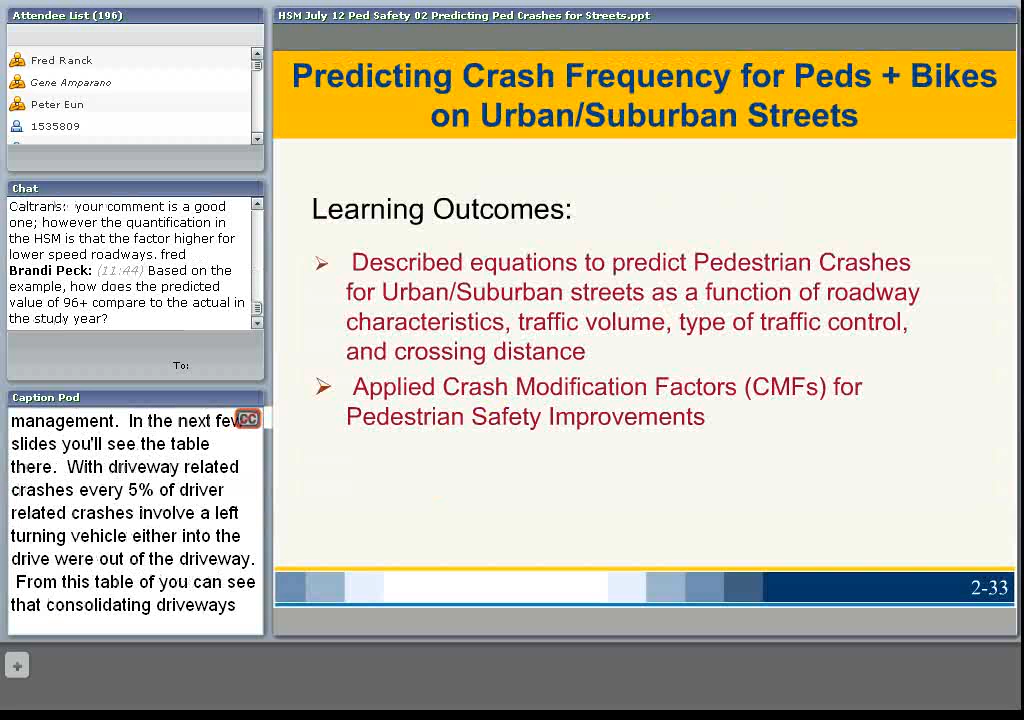 Attendee List (196)
Fred Ranck
Gene Amparano
Peter Eun
1535809
Chat
Caltrans: your comment is a good
one; however the quantification in
the HSM is that the factor higher for
lower speed roadways. fred
Brandi Peck: (11:44) Based on the
example, how does the predicted
value of 96+ compare to the actual in
the study year?
To:
Caption Pod
management. In the next few
slides you'll see the table
there. With driveway related
crashes every 5% of driver
related crashes involve a left
turning vehicle either into the
drive were out of the driveway.
From this table of you can see
that consolidating driveways
CC
HSM July 12 Ped Safety 02 Predicting Ped Crashes for Streets.ppt
Predicting Crash Frequency for Peds + Bikes
on Urban/Suburban Streets
Learning Outcomes:
➢ Described equations to predict Pedestrian Crashes
for Urban/Suburban streets as a function of roadway
characteristics, traffic volume, type of traffic control,
and crossing distance
➢ Applied Crash Modification Factors (CMFs) for
Pedestrian Safety Improvements
2-33